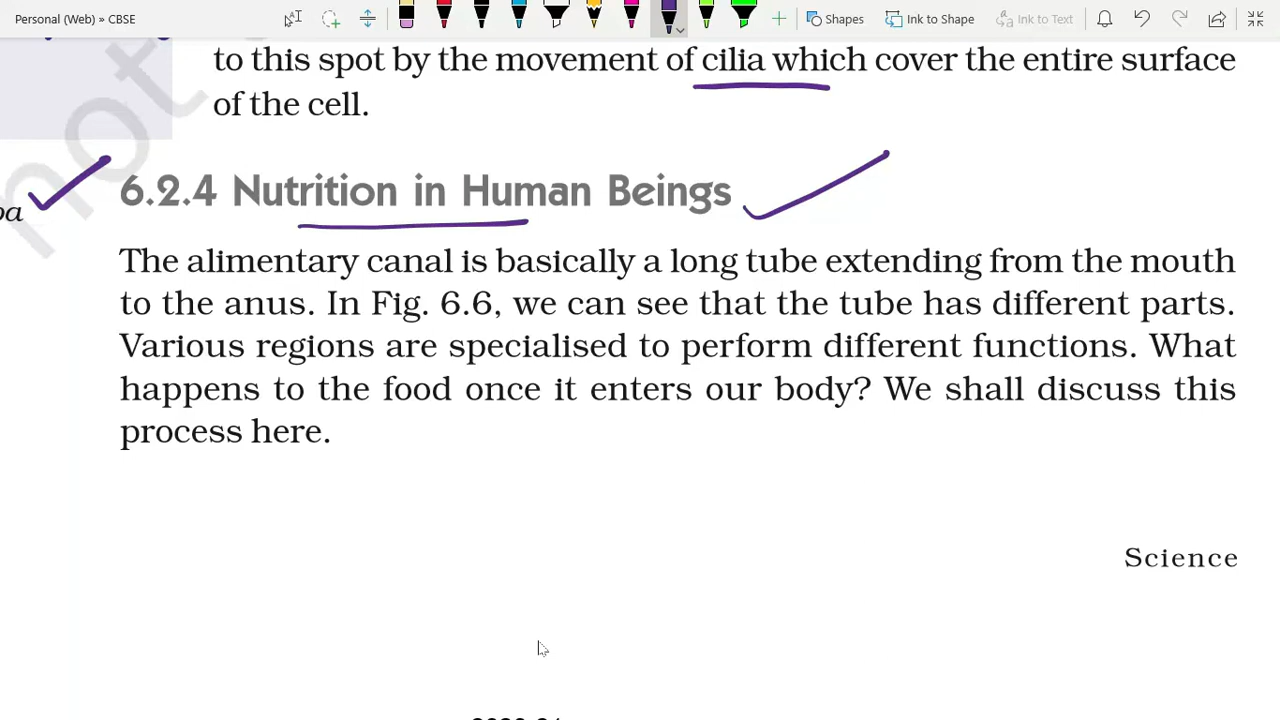 Personal (Web) » CBSE
Shapes
Ink to Shape
Ink to Text
to this spot by the movement of cilia which cover the entire surface
of the cell.
not
6.2.4 Nutrition in Human Beings
The alimentary canal is basically a long tube extending from the mouth
to the anus. In Fig. 6.6, we can see that the tube has different parts.
Various regions are specialised to perform different functions. What
happens to the food once it enters our body? We shall discuss this
process here.
Science